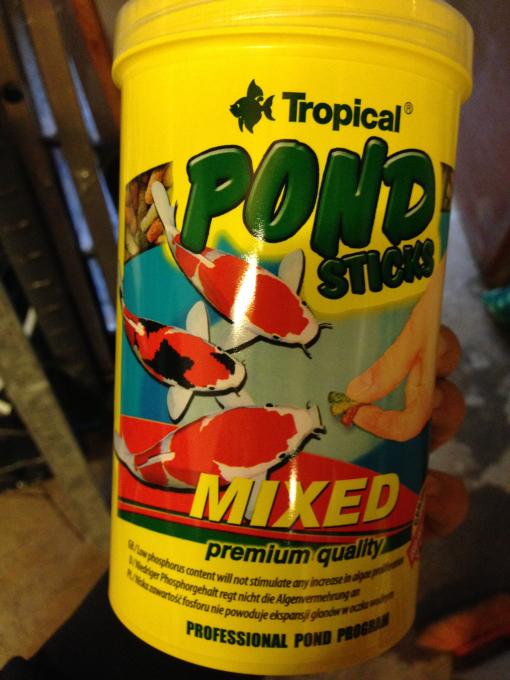 Tropical®
POND
STICKS
MIXED
premium quality
GB/Low phosphorus content will not stimulate any increase in algae proliferation
D/Niedriger Phosphorgehalt regt nicht die Algenvermehrung an
PL/Niska zawartość fosforu nie powoduje ekspansji glonów w oczku wodnym
PROFESSIONAL POND PROGRAM